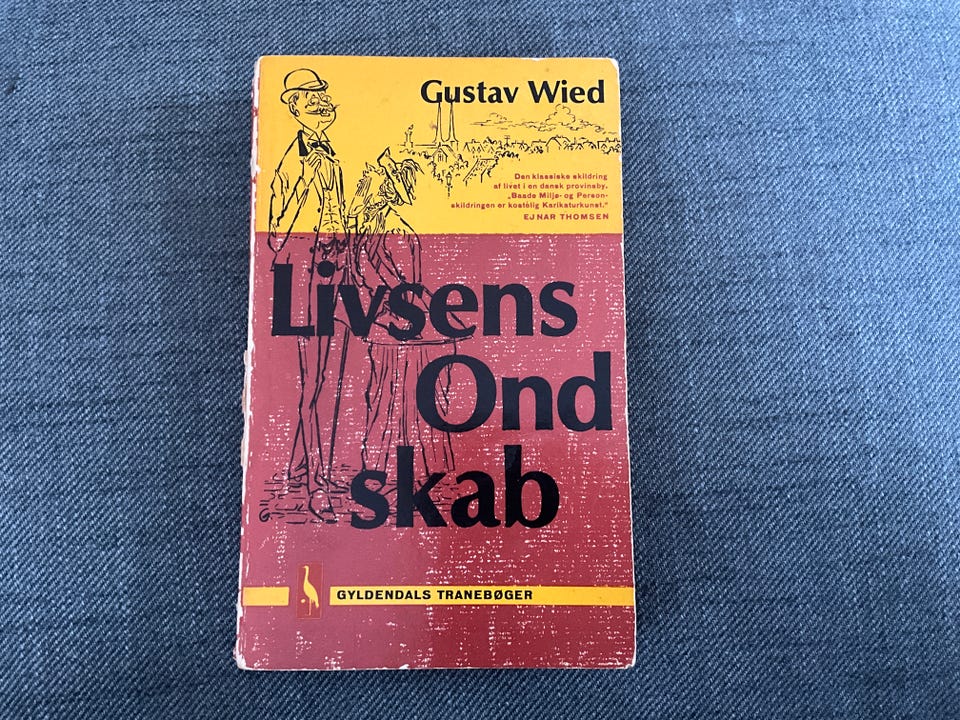 Gustav Wied
Den klassiske skildring
af livet i en dansk provinsby.
„Baade Miljø- og Person-
skildringen er kostelig Karikaturkunst."
EJNAR THOMSEN
Livsens
Ond
skab
GYLDENDALS TRANEBØGER